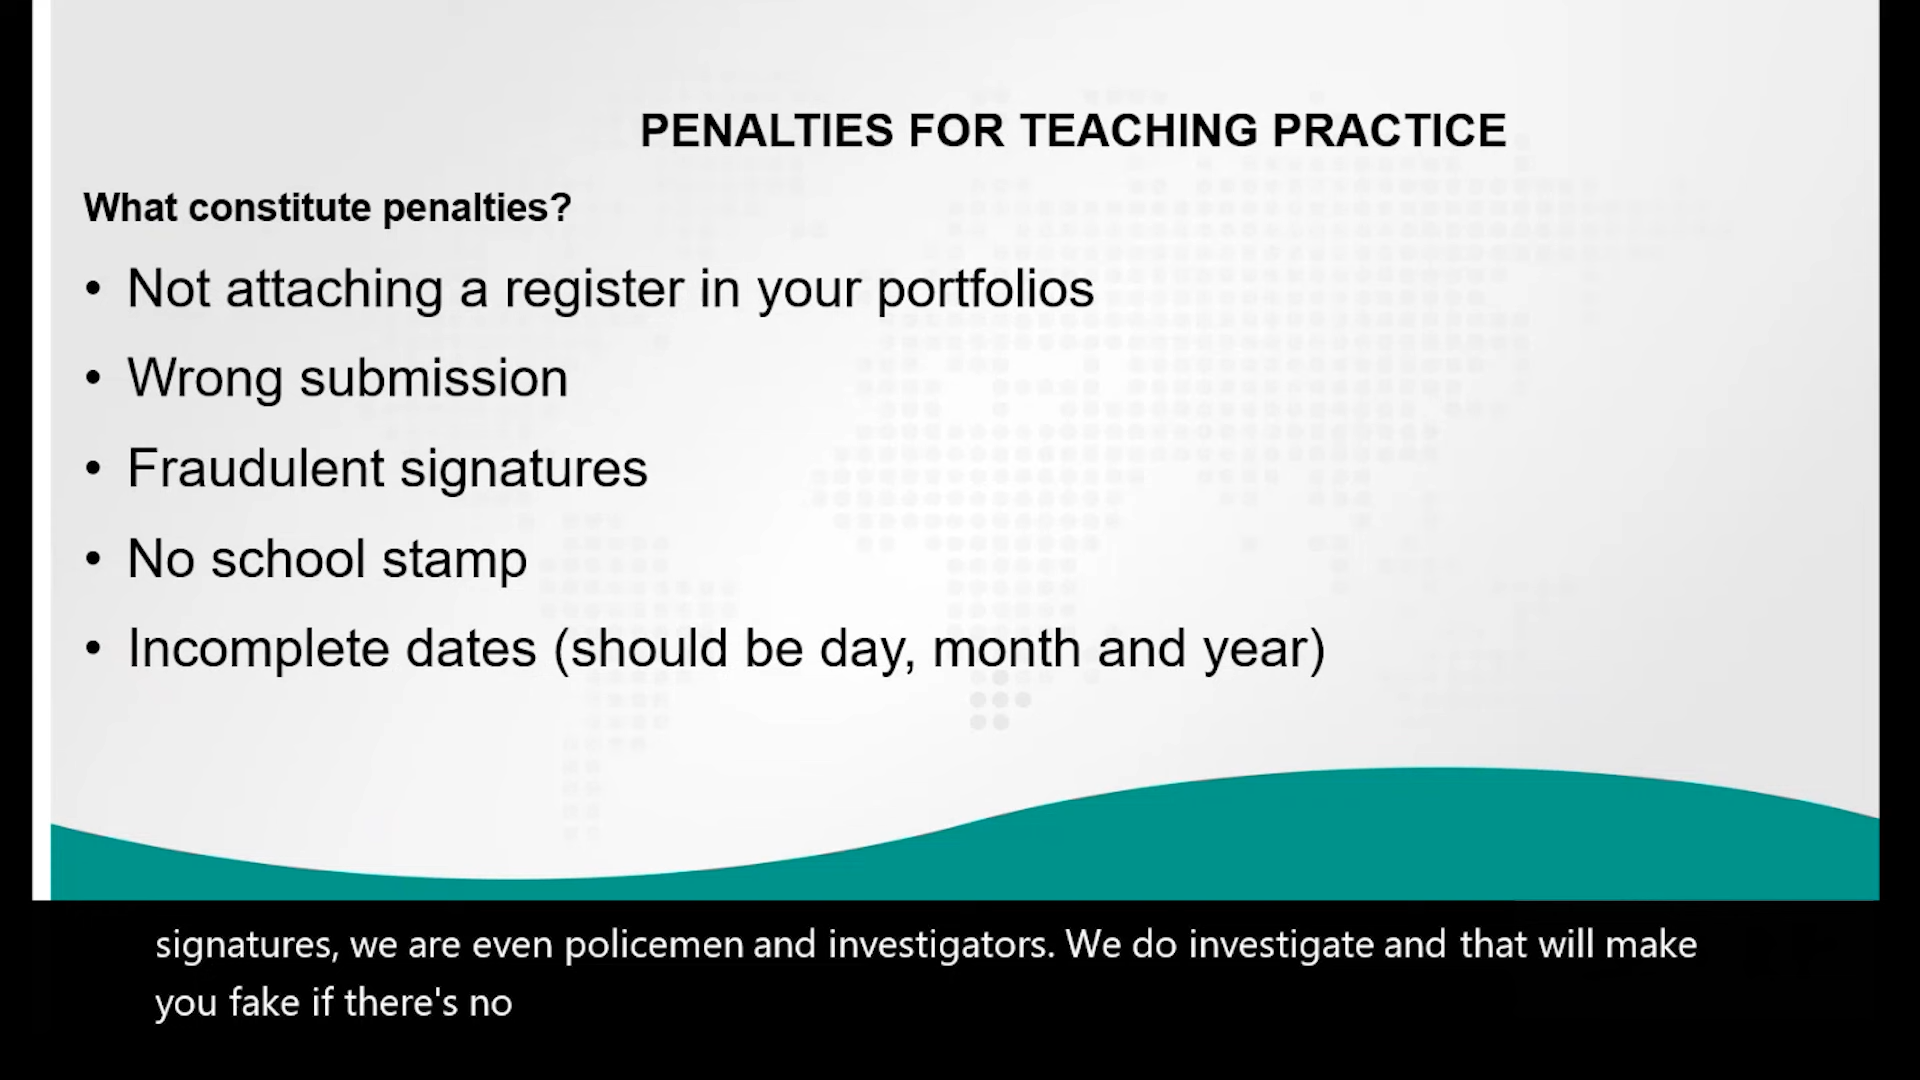 PENALTIES FOR TEACHING PRACTICE
What constitute penalties?
• Not attaching a register in your portfolios
• Wrong submission
• Fraudulent signatures
• No school stamp
• Incomplete dates (should be day, month and year)
signatures, we are even policemen and investigators. We do investigate and that will make
you fake if there's no